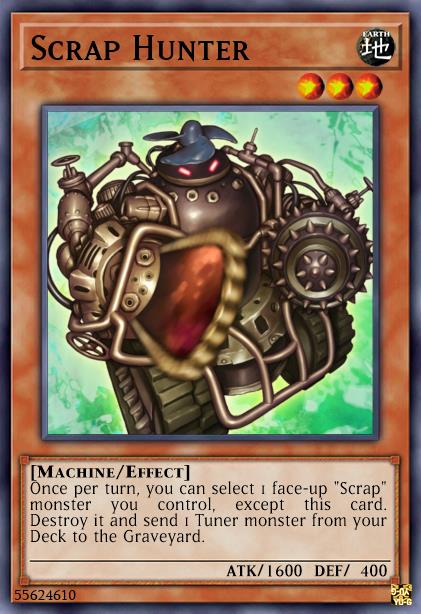 Scrap Hunter
EARTH
地
[Machine/Effect]
Once per turn, you can select 1 face-up "Scrap"
monster you control, except this card.
Destroy it and send 1 Tuner monster from your
Deck to the Graveyard.
ATK/1600 DEF/ 400
55624610